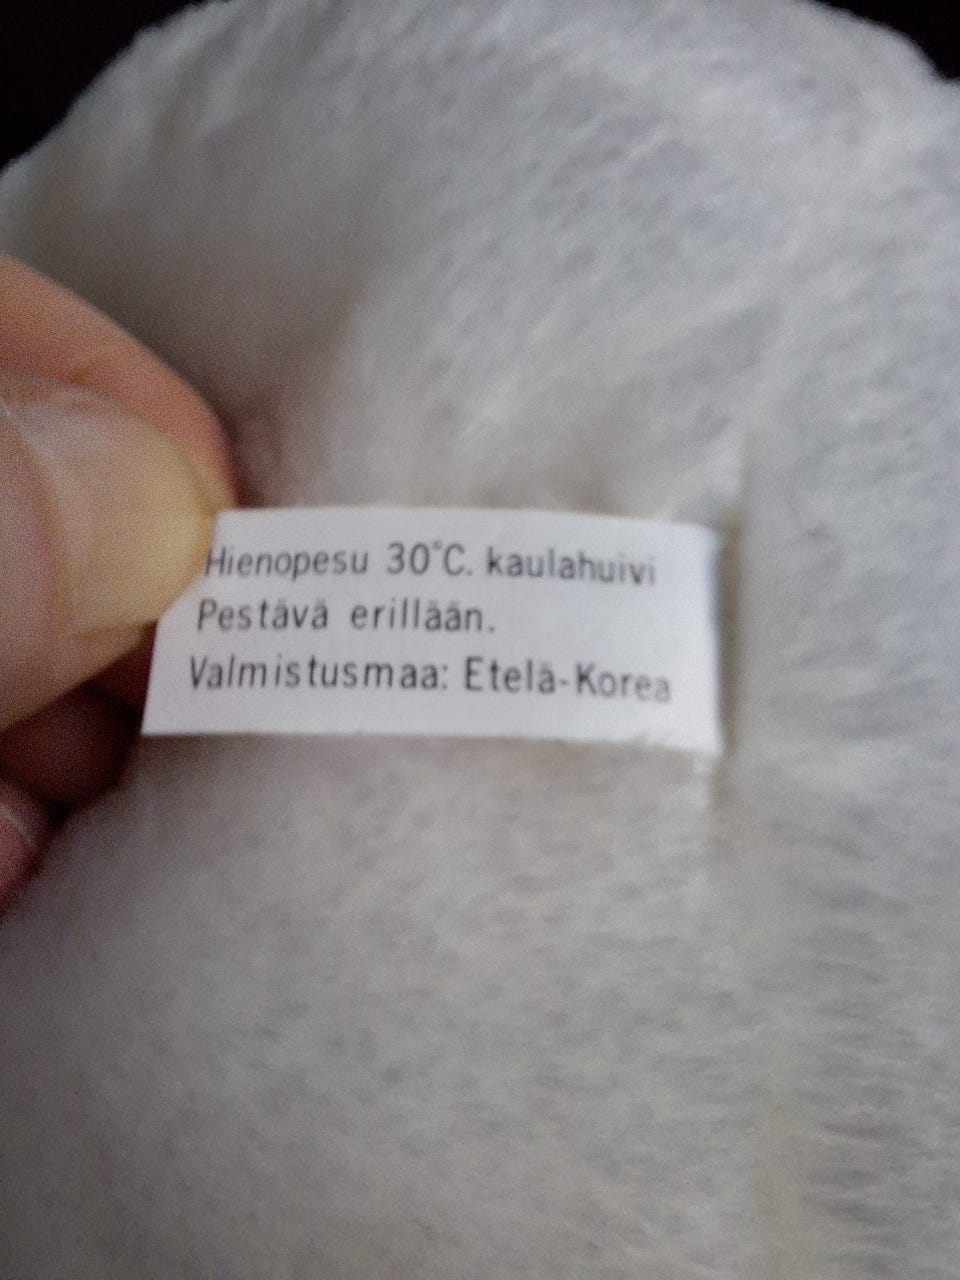 Hienopesu 30°C. kaulahuivi
Pestävä erillään.
Valmistusmaa: Etelä-Korea